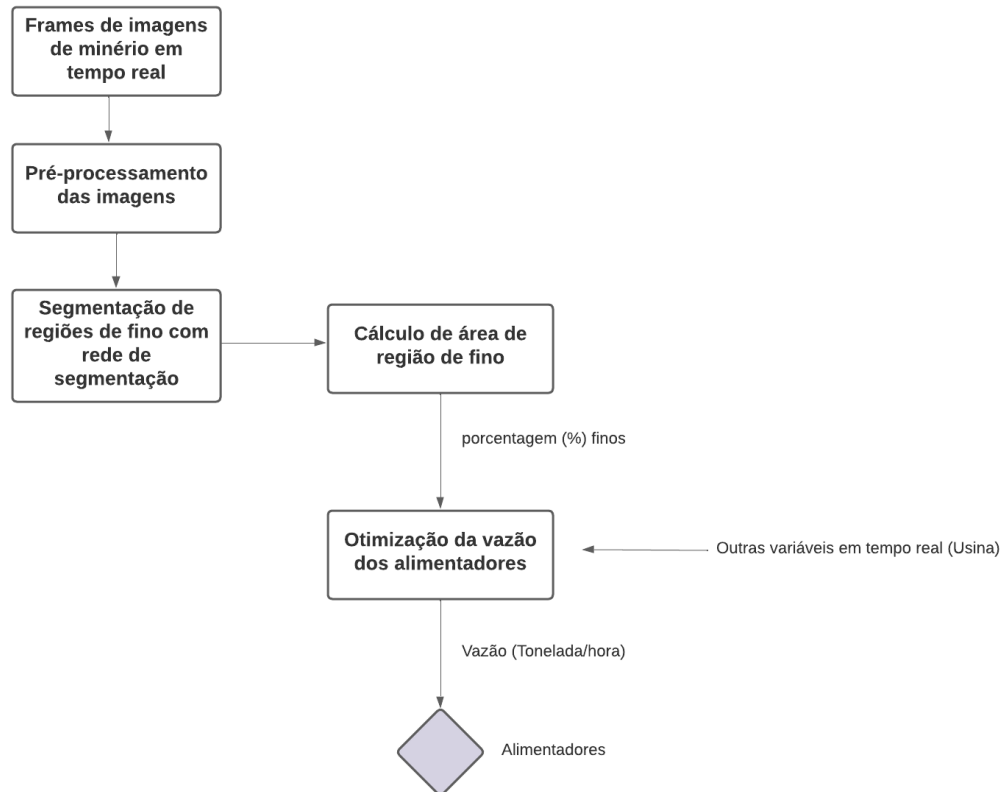 Frames de imagens
de minério em
tempo real
Pré-processamento
das imagens
Segmentação de
regiões de fino com
rede de
segmentação
Cálculo de área de
região de fino
porcentagem (%) finos
Otimização da vazão
dos alimentadores
Outras variáveis em tempo real (Usina)
Vazão (Tonelada/hora)
Alimentadores